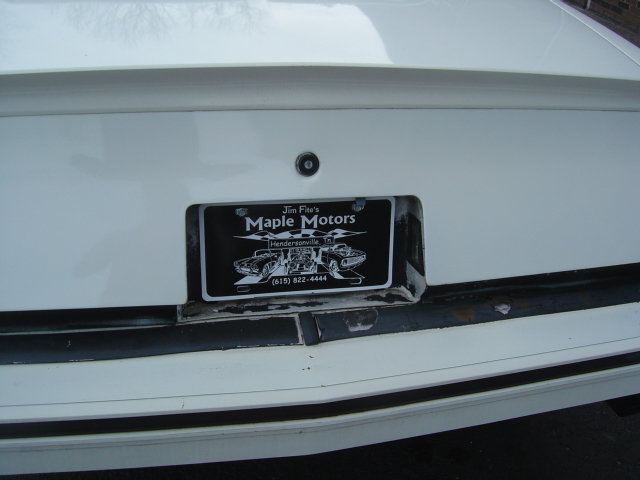 Jim Fite's
Maple Motors
Hendersonville, Tn.
(615) 822-4444